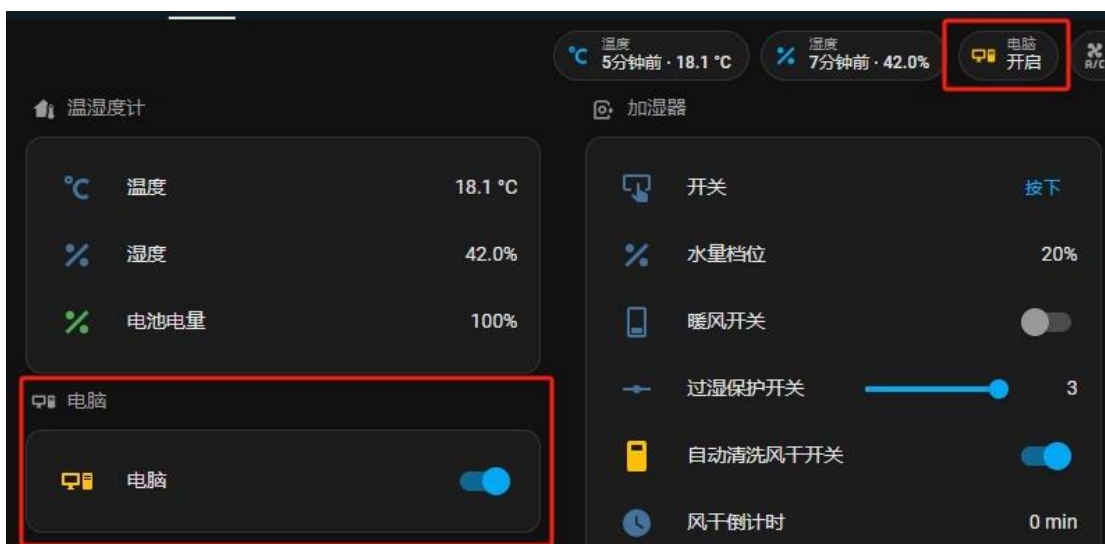 温度
5分钟前 · 18.1 °C
湿度
7分钟前 · 42.0%
电脑
开启
A/C
温湿度计
°C 温度 18.1 °C
% 湿度 42.0%
% 电池电量 100%
电脑
电脑
加湿器
开关 按下
% 水量档位 20%
暖风开关
过湿保护开关 3
自动清洗风干开关
风干倒计时 0 min